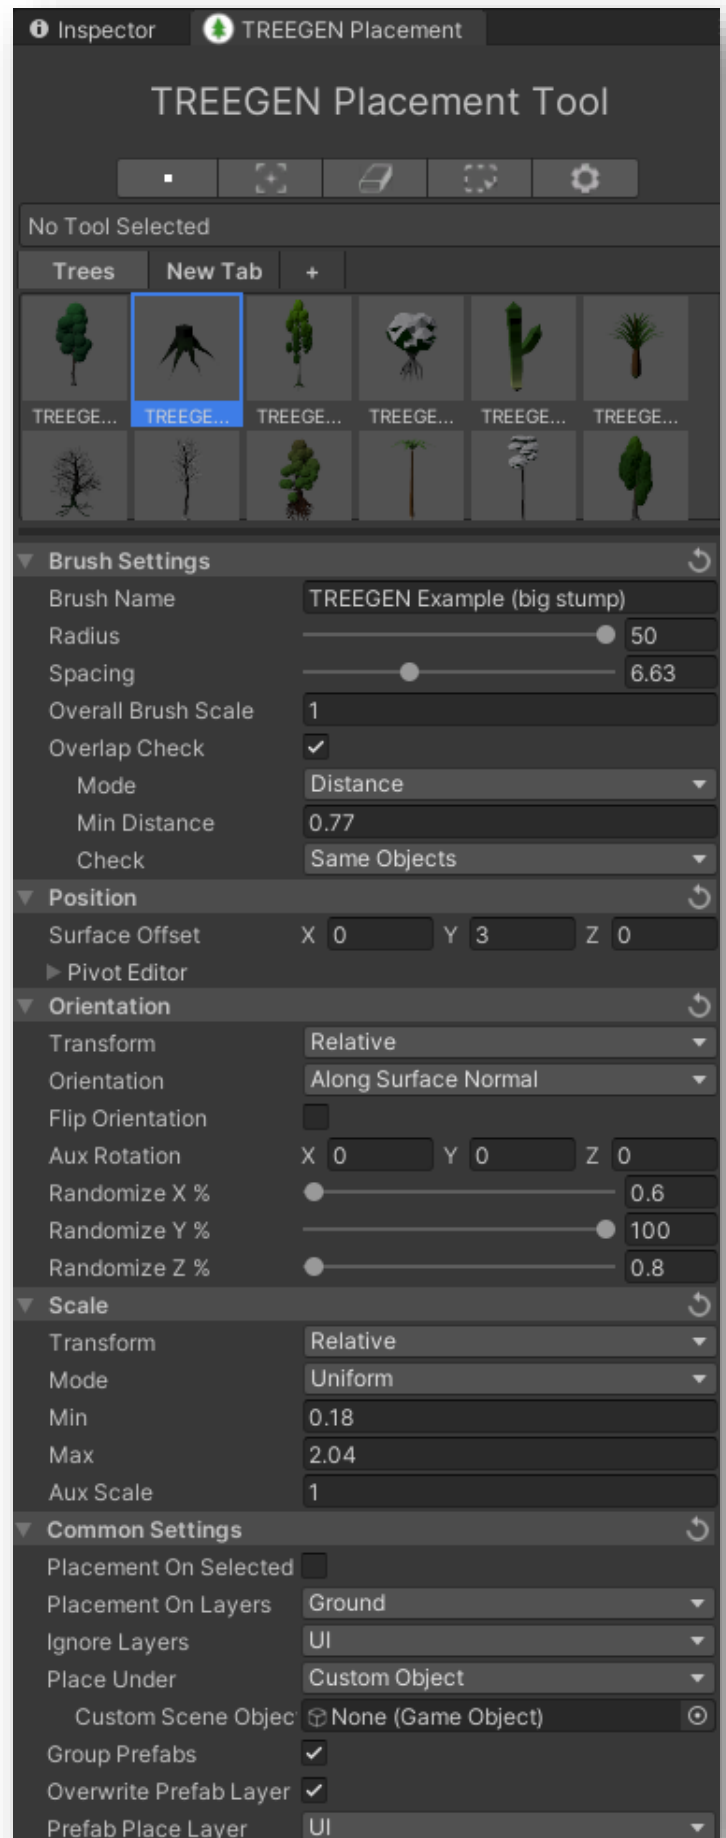 Inspector TREEGEN Placement
TREEGEN Placement Tool
No Tool Selected
Trees New Tab +
TREEGE... TREEGE... TREEGE... TREEGE... TREEGE... TREEGE...
Brush Settings
Brush Name TREEGEN Example (big stump)
Radius 50
Spacing 6.63
Overall Brush Scale 1
Overlap Check
Mode Distance
Min Distance 0.77
Check Same Objects
Position
Surface Offset X 0 Y 3 Z 0
Pivot Editor
Orientation
Transform Relative
Orientation Along Surface Normal
Flip Orientation
Aux Rotation X 0 Y 0 Z 0
Randomize X % 0.6
Randomize Y % 100
Randomize Z % 0.8
Scale
Transform Relative
Mode Uniform
Min 0.18
Max 2.04
Aux Scale 1
Common Settings
Placement On Selected
Placement On Layers Ground
Ignore Layers UI
Place Under Custom Object
Custom Scene Objec None (Game Object)
Group Prefabs
Overwrite Prefab Layer
Prefab Place Layer UI